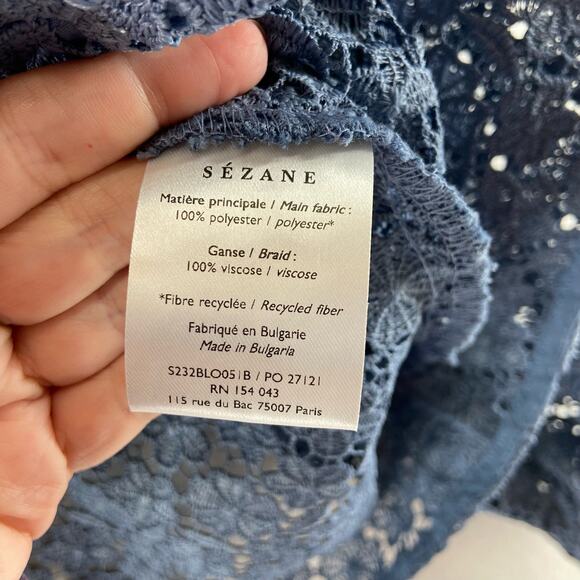 SÉZANE
Matière principale / Main fabric :
100% polyester / polyester*
Ganse / Braid :
100% viscose / viscose
*Fibre recyclée / Recycled fiber
Fabriqué en Bulgarie
Made in Bulgaria
S232BLO051B / PO 27121
RN 154 043
115 rue du Bac 75007 Paris